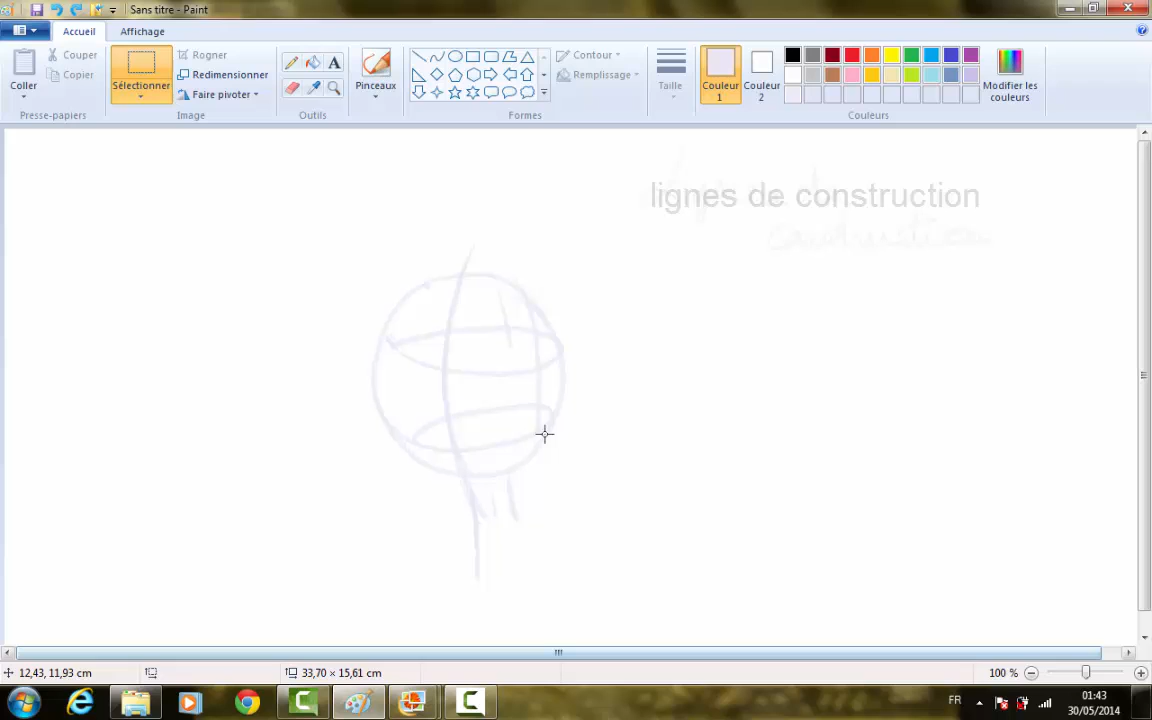 Sans titre - Paint
Accueil
Affichage
Coller
Couper
Copier
Presse-papiers
Sélectionner
Rogner
Redimensionner
Faire pivoter
Image
A
Outils
Pinceaux
Contour
Remplissage
Formes
Taille
Couleur
1
Couleur
2
Modifier les
couleurs
Couleurs
lignes de construction
construction
12,43, 11,93 cm
33,70 × 15,61 cm
100 %
FR
01:43
30/05/2014